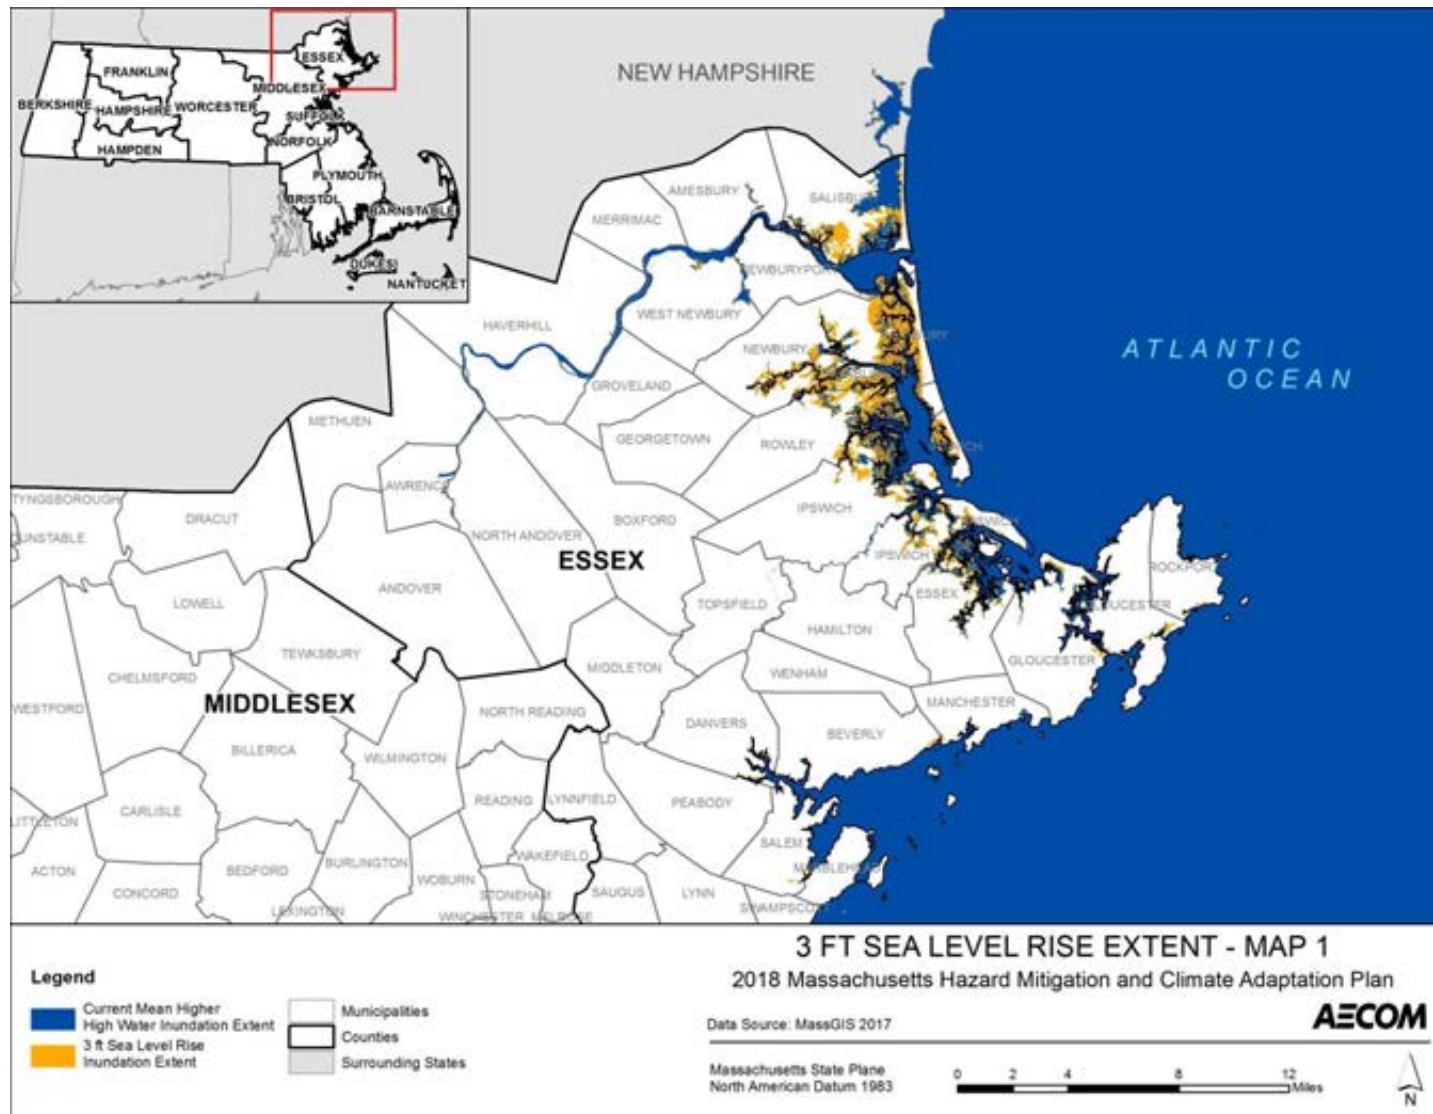 ESSEX
FRANKLIN
MIDDLESEX
BERKSHIRE
HAMPSHIRE
WORCESTER
SUFFOLK
NORFOLK
HAMPDEN
PLYMOUTH
BRISTOL
BARNSTABLE
DUKES
NANTUCKET
NEW HAMPSHIRE
AMESBURY
MERRIMAC
NEWBURYPORT
WEST NEWBURY
HAVERHILL
NEWBURY
ATLANTIC
OCEAN
GROVELAND
METHUEN
GEORGETOWN
ROWLEY
TYNGSBOROUGH
DRACUT
IPSWICH
BOXFORD
NORTH ANDOVER
IPSWICH
ESSEX
ROCKPORT
ANDOVER
ESSEX
LOWELL
TOPSFIELD
GLOUCESTER
HAMILTON
TEWKSBURY
MIDDLETON
GLOUCESTER
CHELMSFORD
WENHAM
MIDDLESEX
MANCHESTER
WESTFORD
NORTH READING
DANVERS
BEVERLY
BILLERICA
WILMINGTON
READING
LYNNFIELD
PEABODY
CARLISLE
LITTLETON
SALEM
ACTON
BEDFORD
BURLINGTON
WAKEFIELD
MARBLEHEAD
CONCORD
WOBURN
STONEHAM
SAUGUS
LYNN
LEXINGTON
WINCHESTER
MELROSE
SWAMPSCOTT
3 FT SEA LEVEL RISE EXTENT - MAP 1
2018 Massachusetts Hazard Mitigation and Climate Adaptation Plan
Legend
Current Mean Higher
High Water Inundation Extent
3 ft Sea Level Rise
Inundation Extent
Municipalities
Counties
Surrounding States
Data Source: MassGIS 2017
AECOM
Massachusetts State Plane
North American Datum 1983
0 2 4 8 12
Miles
N